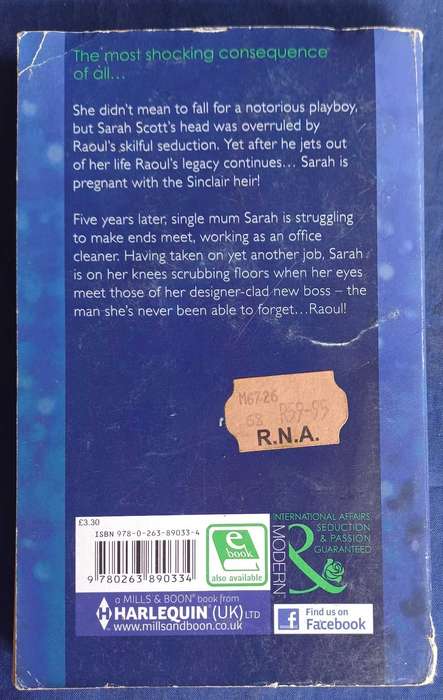 The most shocking consequence
of all...
She didn't mean to fall for a notorious playboy,
but Sarah Scott's head was overruled by
Raoul's skilful seduction. Yet after he jets out
of her life Raoul's legacy continues... Sarah is
pregnant with the Sinclair heir!
Five years later, single mum Sarah is struggling
to make ends meet, working as an office
cleaner. Having taken on yet another job, Sarah
is on her knees scrubbing floors when her eyes
meet those of her designer-clad new boss – the
man she's never been able to forget...Raoul!
M67-26
R59-95
R.N.A.
£3.30
ISBN 978-0-263-89033-4
9 780263 890334
e
book
also available
INTERNATIONAL AFFAIRS,
SEDUCTION
& PASSION
GUARANTEED
MODERN
a MILLS & BOON® book from
HARLEQUIN (UK) LTD
www.millsandboon.co.uk
f
Find us on
Facebook